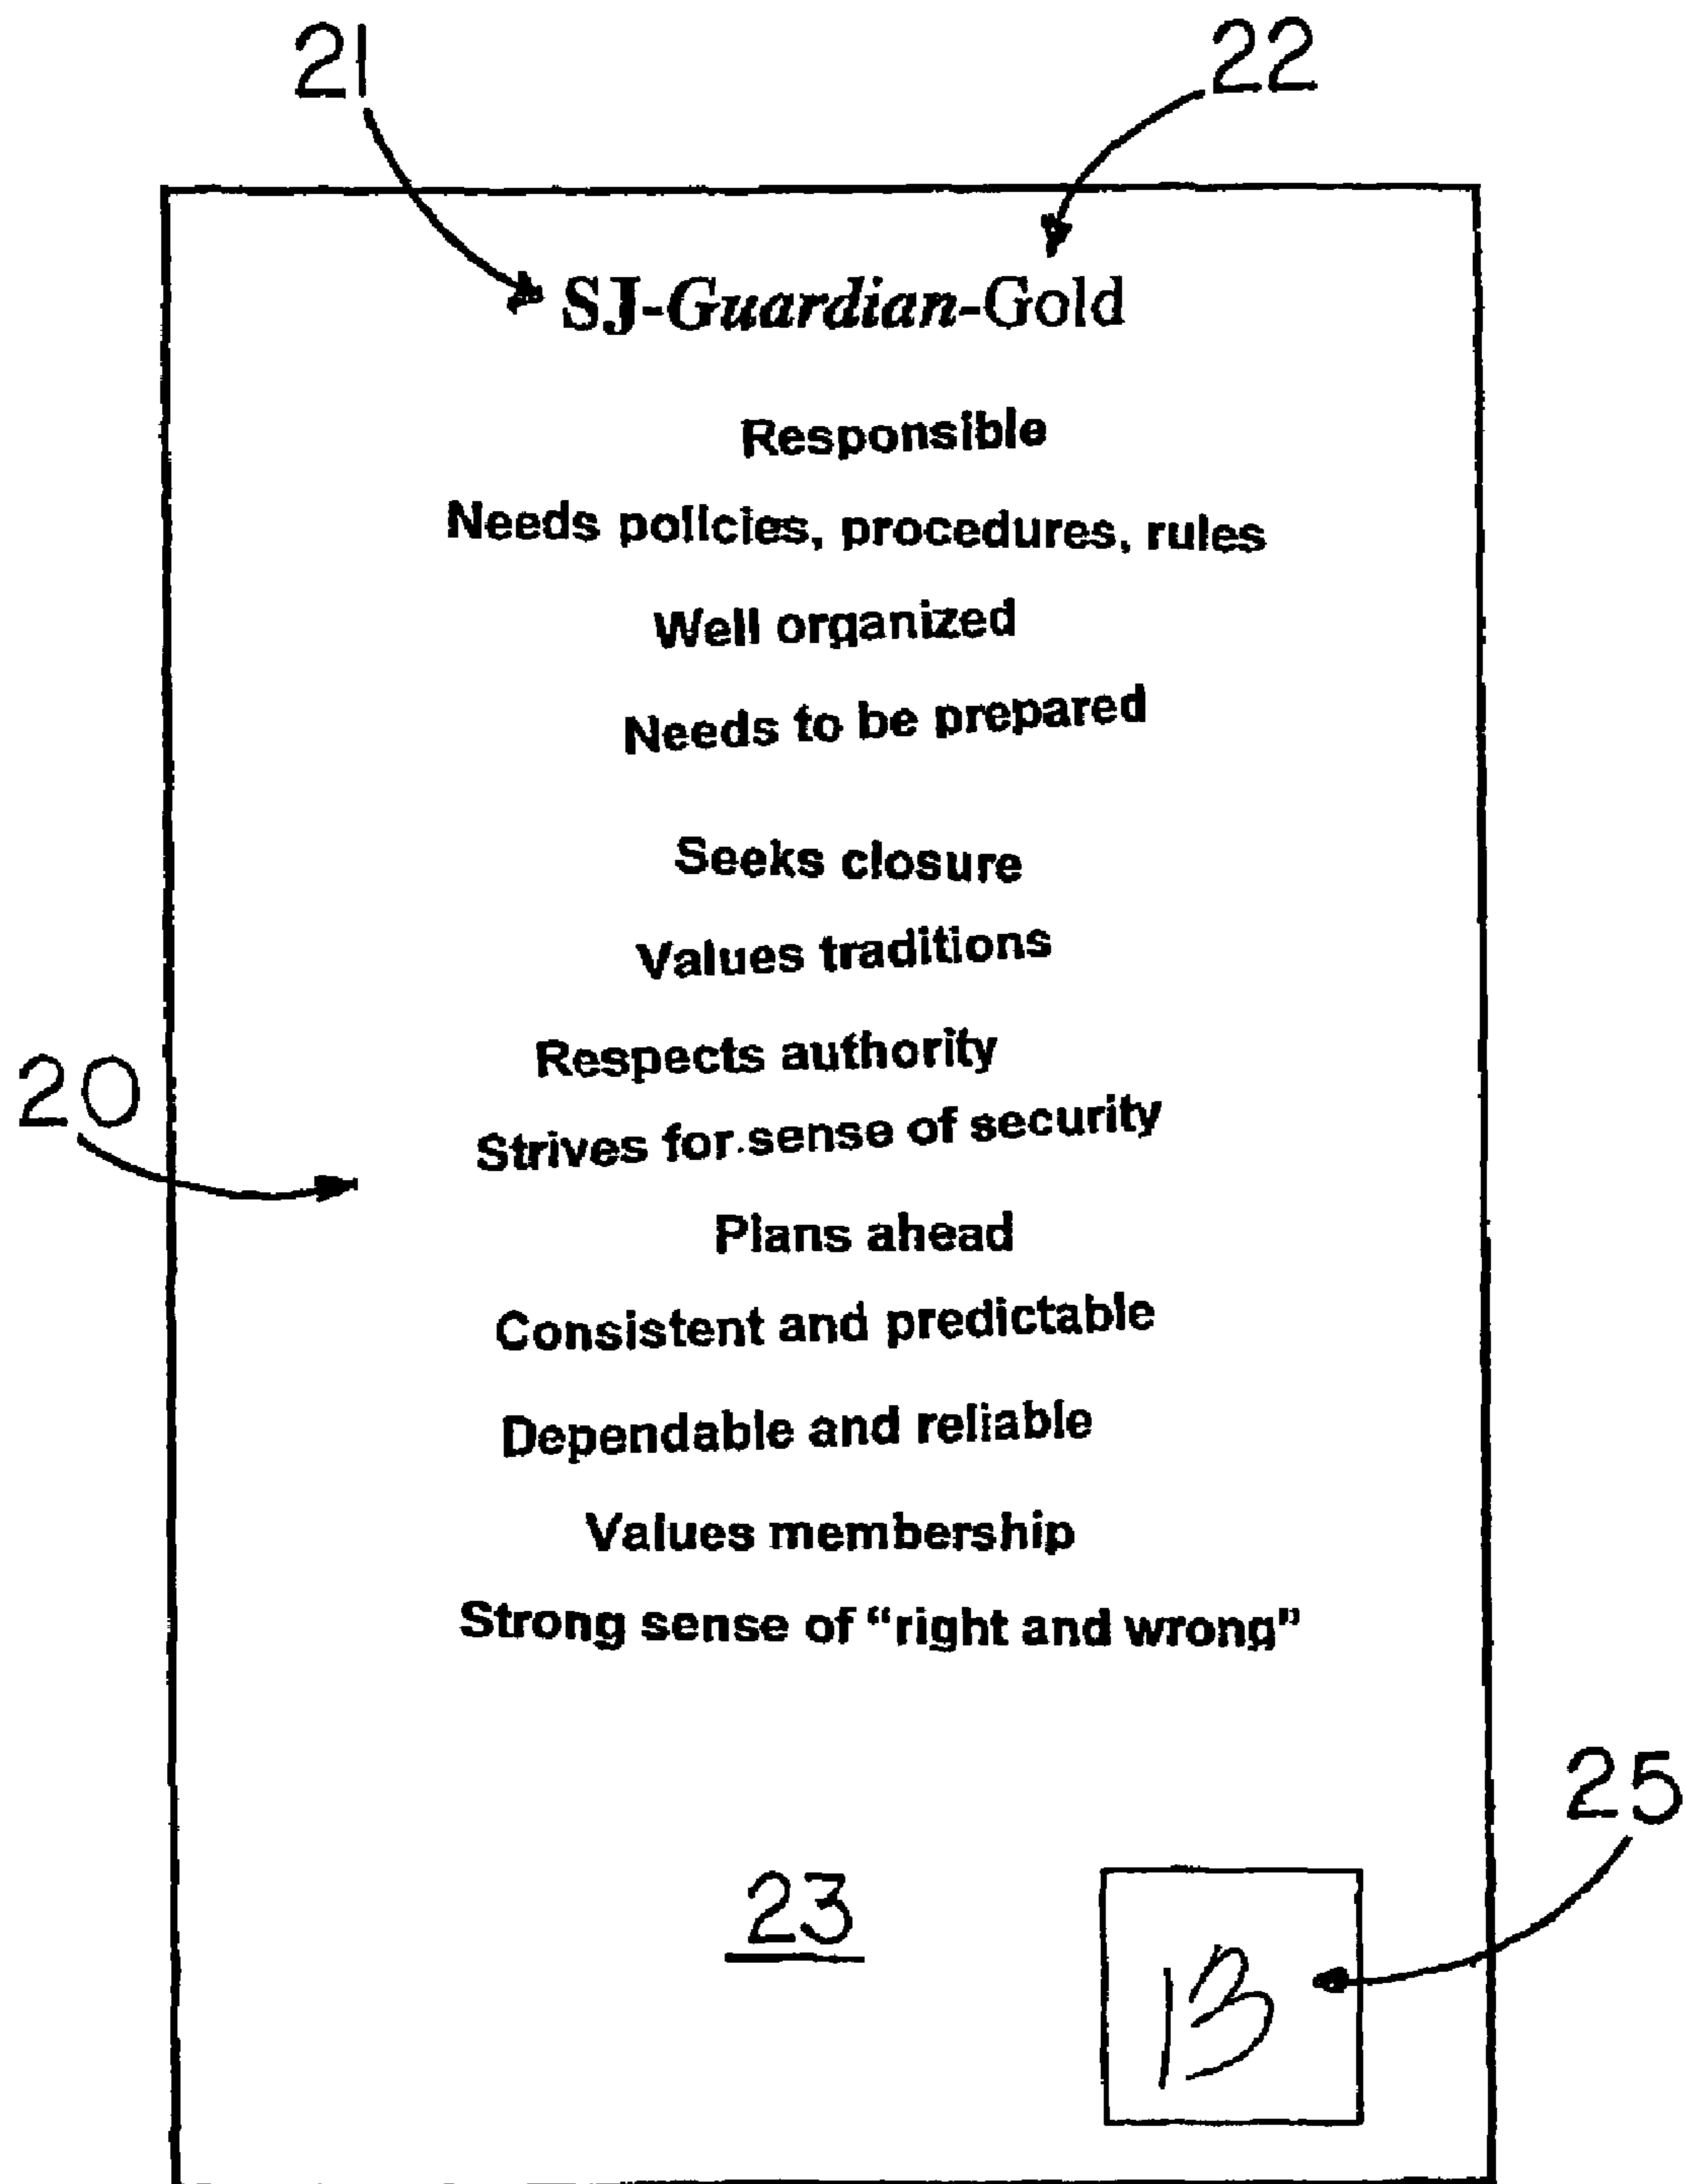 21 22
SJ-Guardian-Gold
Responsible
Needs policies, procedures, rules
Well organized
Needs to be prepared
Seeks closure
Values traditions
Respects authority
20
Strives for sense of security
Plans ahead
Consistent and predictable
Dependable and reliable
Values membership
Strong sense of “right and wrong”
25
23
13